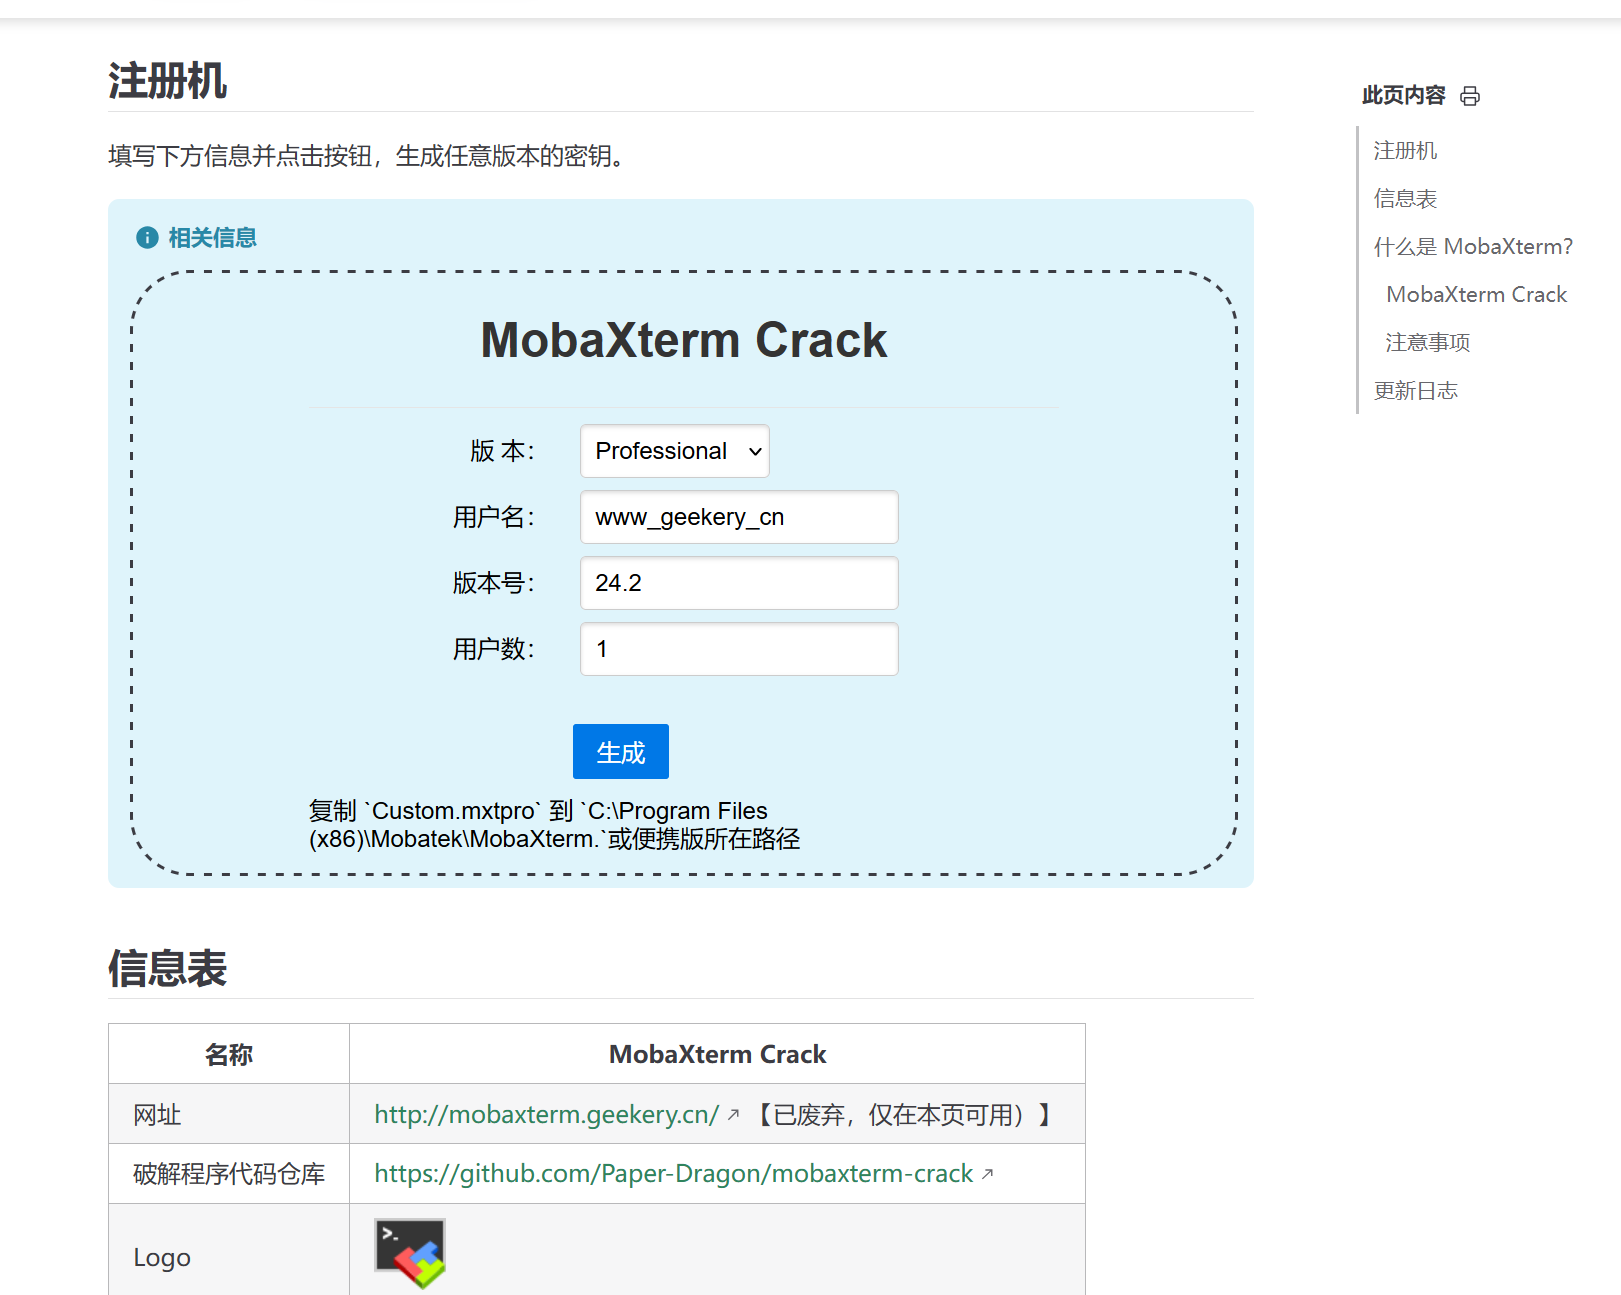 注册机
填写下方信息并点击按钮，生成任意版本的密钥。
相关信息
MobaXterm Crack
版 本： Professional
用户名： www_geekery_cn
版本号： 24.2
用户数： 1
生成
复制 `Custom.mxtpro` 到 `C:\Program Files
(x86)\Mobatek\MobaXterm.`或便携版所在路径
信息表
名称 MobaXterm Crack
网址 http://mobaxterm.geekery.cn/ 【已废弃，仅在本页可用）】
破解程序代码仓库 https://github.com/Paper-Dragon/mobaxterm-crack
Logo >_
此页内容
注册机
信息表
什么是 MobaXterm?
MobaXterm Crack
注意事项
更新日志